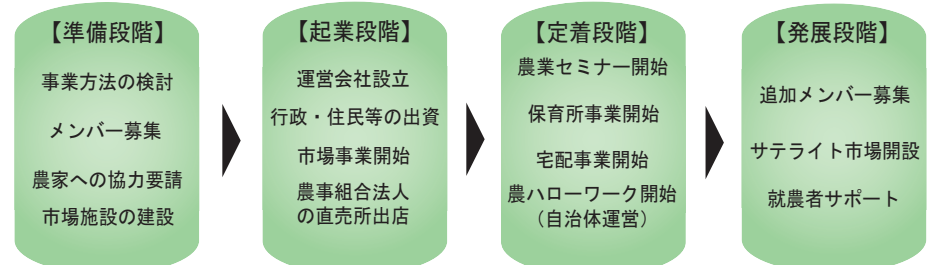 【準備段階】
事業方法の検討
メンバー募集
農家への協力要請
市場施設の建設
【起業段階】
運営会社設立
行政・住民等の出資
市場事業開始
農事組合法人
の直売所出店
【定着段階】
農業セミナー開始
保育所事業開始
宅配事業開始
農ハローワーク開始
（自治体運営）
【発展段階】
追加メンバー募集
サテライト市場開設
就農者サポート